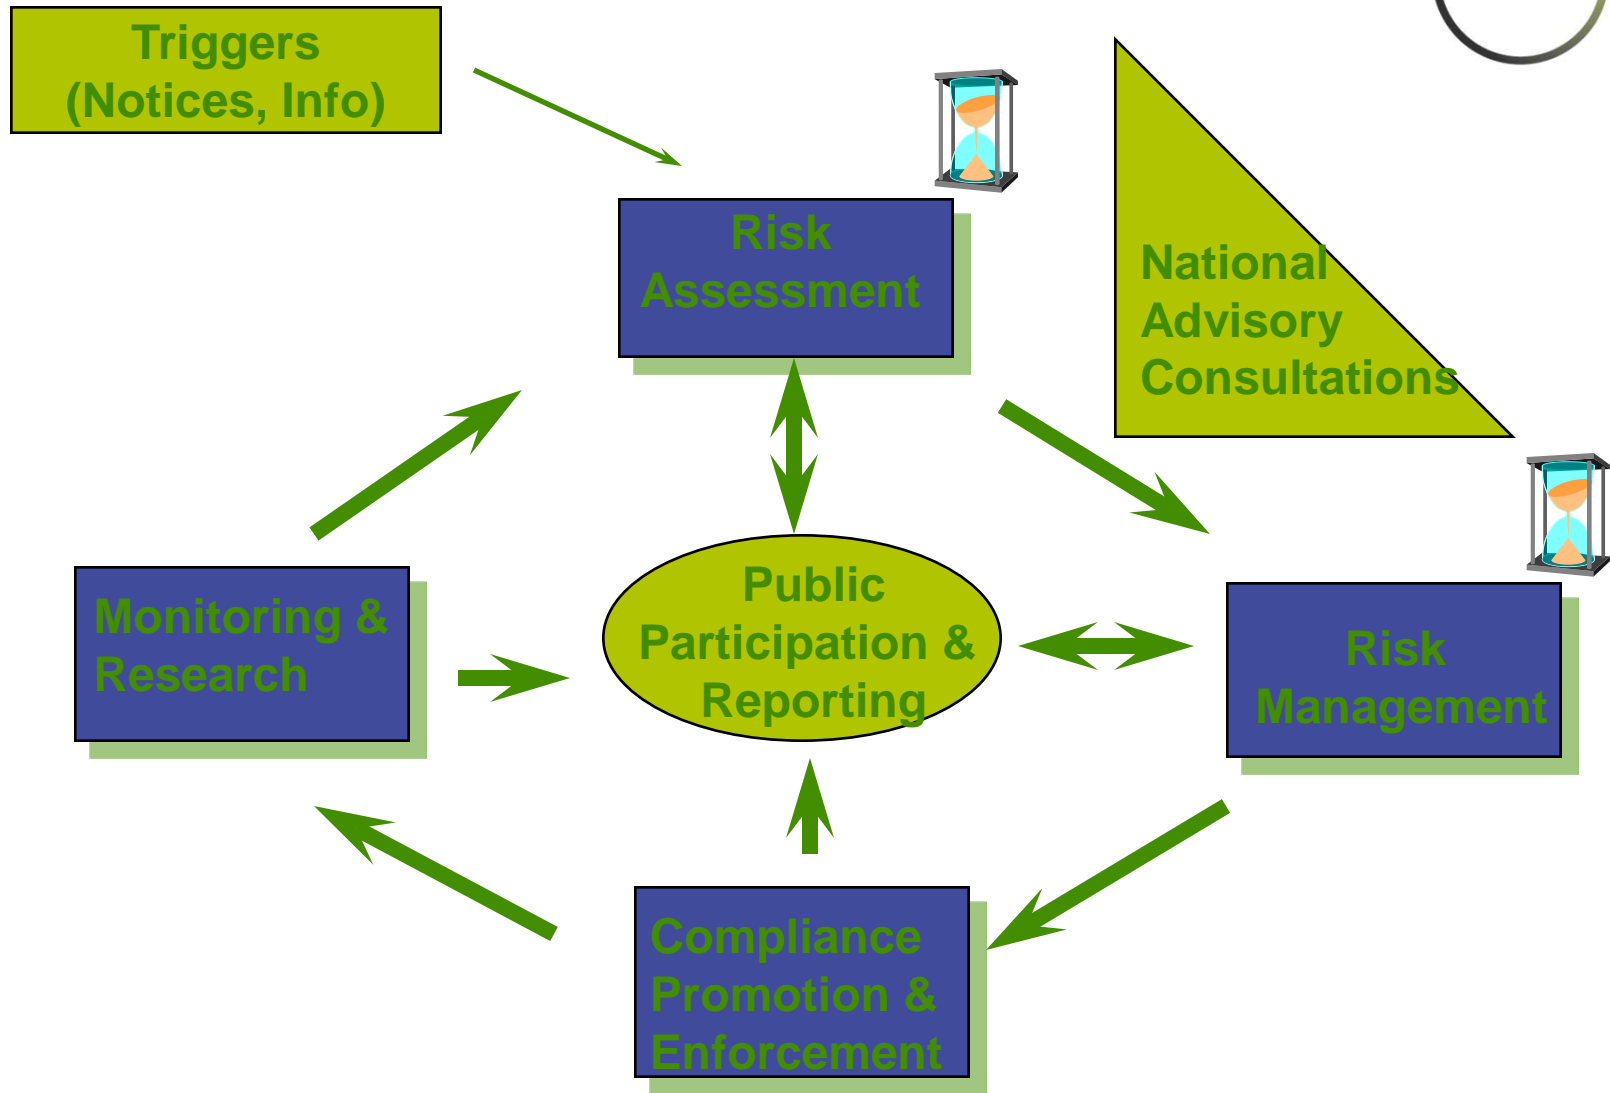 Triggers
(Notices, Info)
Risk
Assessment
National
Advisory
Consultations
Monitoring &
Research
Public
Participation &
Reporting
Risk
Management
Compliance
Promotion &
Enforcement